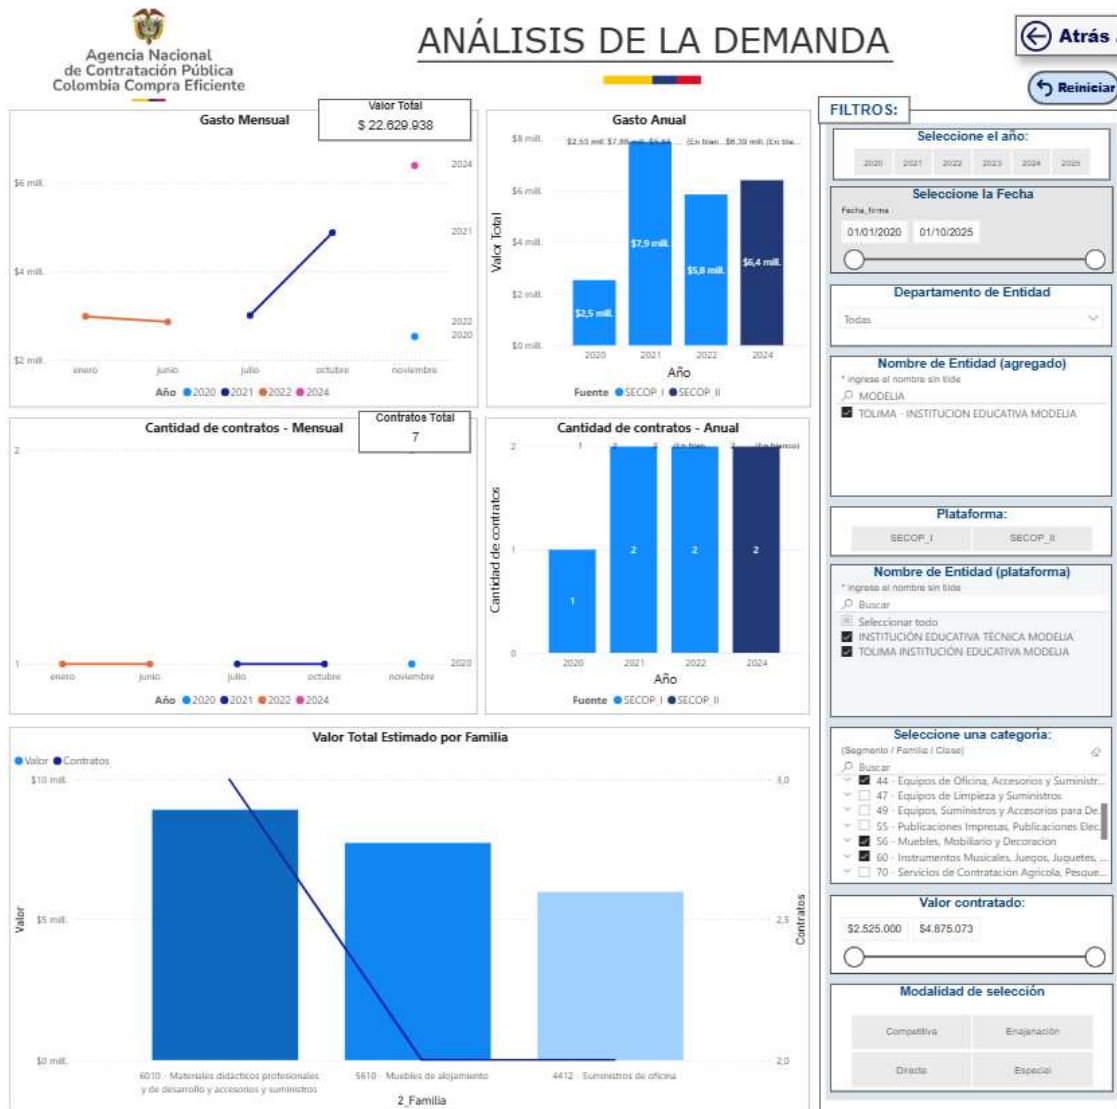 Agencia Nacional
de Contratación Pública
Colombia Compra Eficiente
ANÁLISIS DE LA DEMANDA
Atrás
Reiniciar
Gasto Mensual
Valor Total
$ 22.629.938
$6 mill.
$4 mill.
$2 mill.
2024
2021
2022
2020
enero junio julio octubre noviembre
Año 2020 2021 2022 2024
Gasto Anual
$8 mill.
$6 mill.
$4 mill.
$2 mill.
$0 mill.
Valor Total
$7,9 mill.
$5,8 mill.
$6,4 mill.
$2,5 mill.
2020 2021 2022 2024
Año
Fuente SECOP_I SECOP_II
Cantidad de contratos - Mensual
Contratos Total
7
2
1
2020
enero junio julio octubre noviembre
Año 2020 2021 2022 2024
Cantidad de contratos - Anual
2
1
0
Cantidad de contratos
1 2 2 (En blan... 2 (En blanco)
1
2
2
2
2020 2021 2022 2024
Año
Fuente SECOP_I SECOP_II
Valor Total Estimado por Familia
Valor Contratos
$10 mill.
$5 mill.
$0 mill.
Valor
3,0
2,5
2,0
Contratos
6010 - Materiales didácticos profesionales
y de desarrollo y accesorios y suministros
5610 - Muebles de alojamiento
4412 - Suministros de oficina
2_Familia
FILTROS:
Seleccione el año:
2020 2021 2022 2023 2024 2025
Seleccione la Fecha
Fecha_firma
01/01/2020 01/10/2025
Departamento de Entidad
Todas
Nombre de Entidad (agregado)
* ingrese el nombre sin tilde
MODELIA
TOLIMA - INSTITUCION EDUCATIVA MODELIA
Plataforma:
SECOP_I SECOP_II
Nombre de Entidad (plataforma)
* ingrese el nombre sin tilde
Buscar
Seleccionar todo
INSTITUCIÓN EDUCATIVA TÉCNICA MODELIA
TOLIMA INSTITUCIÓN EDUCATIVA MODELIA
Seleccione una categoría:
(Segmento / Familia / Clase)
Buscar
44 - Equipos de Oficina, Accesorios y Suministr...
47 - Equipos de Limpieza y Suministros
49 - Equipos, Suministros y Accesorios para De...
55 - Publicaciones Impresas, Publicaciones Elec...
56 - Muebles, Mobiliario y Decoración
60 - Instrumentos Musicales, Juegos, Juguetes, ...
70 - Servicios de Contratación Agrícola, Pesque...
Valor contratado:
$2.525.000 $4.875.073
Modalidad de selección
Competitiva Enajenación
Directa Especial